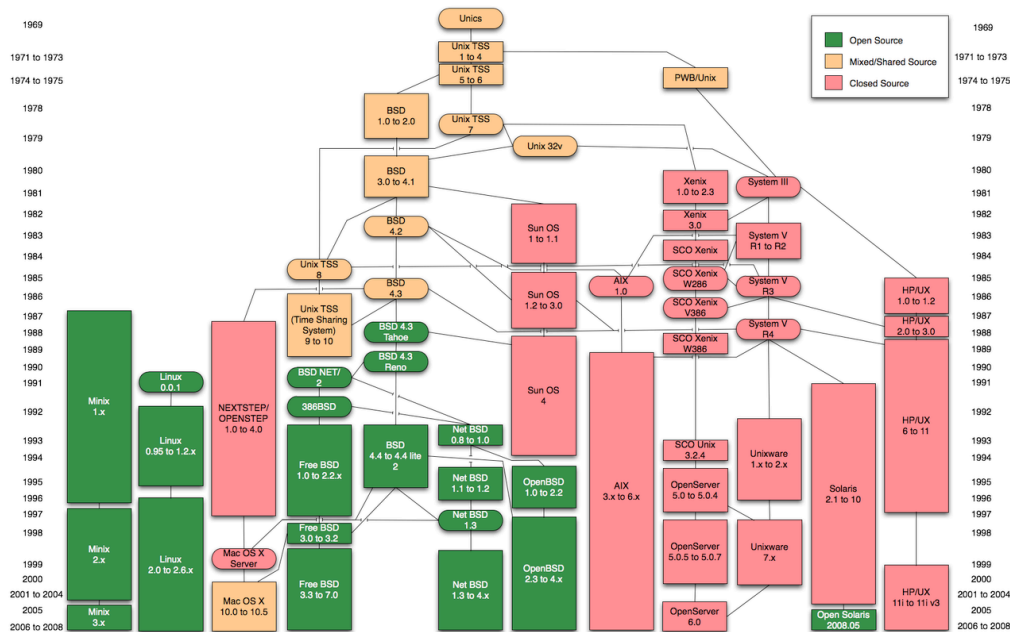 1969
1971 to 1973
1974 to 1975
1978
1979
1980
1981
1982
1983
1984
1985
1986
1987
1988
1989
1990
1991
1992
1993
1994
1995
1996
1997
1998
1999
2000
2001 to 2004
2005
2006 to 2008
Unics
Unix TSS
1 to 4
Unix TSS
5 to 6
PWB/Unix
BSD
1.0 to 2.0
Unix TSS
7
Unix 32v
BSD
3.0 to 4.1
Xenix
1.0 to 2.3
System III
Xenix
3.0
BSD
4.2
Sun OS
1 to 1.1
System V
R1 to R2
SCO Xenix
Unix TSS
8
SCO Xenix
W286
AIX
1.0
System V
R3
BSD
4.3
Sun OS
1.2 to 3.0
HP/UX
1.0 to 1.2
Unix TSS
(Time Sharing
System)
9 to 10
SCO Xenix
V386
HP/UX
2.0 to 3.0
BSD 4.3
Tahoe
System V
R4
SCO Xenix
W386
BSD 4.3
Reno
BSD NET/
2
Linux
0.0.1
386BSD
Minix
1.x
NEXTSTEP/
OPENSTEP
1.0 to 4.0
Sun OS
4
HP/UX
6 to 11
Linux
0.95 to 1.2.x
Net BSD
0.8 to 1.0
BSD
4.4 to 4.4 lite
2
SCO Unix
3.2.4
Unixware
1.x to 2.x
Free BSD
1.0 to 2.2.x
Net BSD
1.1 to 1.2
OpenBSD
1.0 to 2.2
OpenServer
5.0 to 5.0.4
AIX
3.x to 6.x
Solaris
2.1 to 10
Net BSD
1.3
Free BSD
3.0 to 3.2
Minix
2.x
Linux
2.0 to 2.6.x
Mac OS X
Server
OpenServer
5.0.5 to 5.0.7
Unixware
7.x
OpenBSD
2.3 to 4.x
Free BSD
3.3 to 7.0
Net BSD
1.3 to 4.x
Mac OS X
10.0 to 10.5
HP/UX
11i to 11i v3
Minix
3.x
OpenServer
6.0
Open Solaris
2008.05
Open Source
Mixed/Shared Source
Closed Source
1969
1971 to 1973
1974 to 1975
1978
1979
1980
1981
1982
1983
1984
1985
1986
1987
1988
1989
1990
1991
1992
1993
1994
1995
1996
1997
1998
1999
2000
2001 to 2004
2005
2006 to 2008